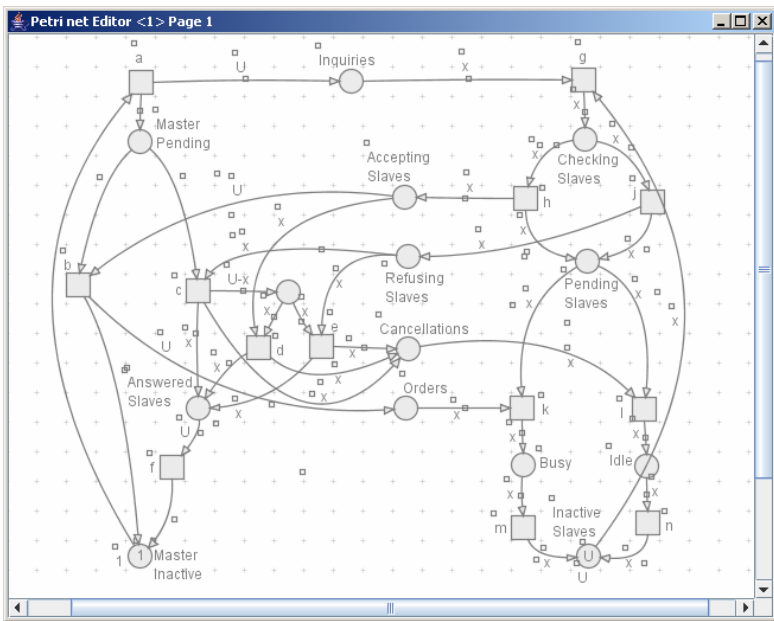 Petri net Editor <1> Page 1
a
U
Inquiries
x
g
x
Master
Pending
x
Accepting
Slaves
x
x
Checking
Slaves
x
U
h
j
x
x
x
x
x
b
c
U-x
Refusing
Slaves
Pending
Slaves
x
x
x
x
x
e
Cancellations
U
x
d
x
x
x
x
Answered
Slaves
x
x
Orders
x
k
l
U
x
x
f
Busy
Idle
x
x
m
Inactive
Slaves
n
1
1
Master
Inactive
x
U
x
U